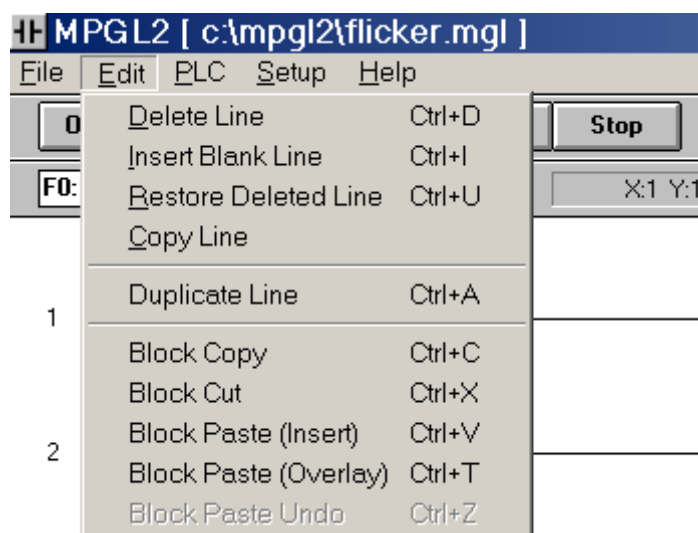 MPGL2 [ c:\mpgl2\flicker.mgl ]
File Edit PLC Setup Help
Stop
F0:
X:1 Y:1
Delete Line Ctrl+D
Insert Blank Line Ctrl+I
Restore Deleted Line Ctrl+U
Copy Line
Duplicate Line Ctrl+A
1
Block Copy Ctrl+C
Block Cut Ctrl+X
Block Paste (Insert) Ctrl+V
2
Block Paste (Overlay) Ctrl+T
Block Paste Undo Ctrl+Z